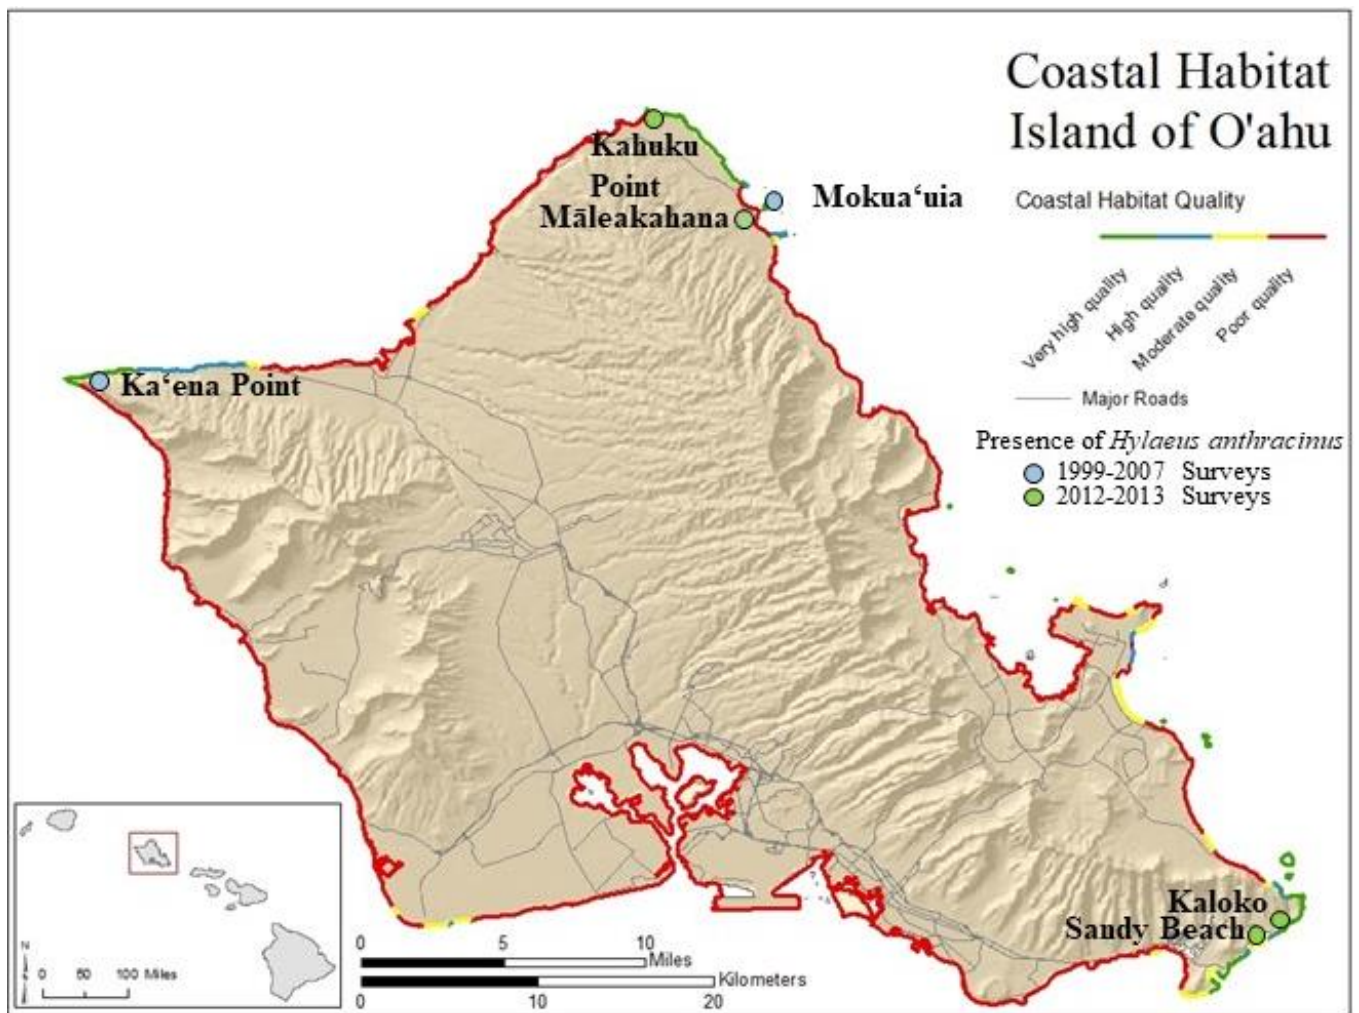 Coastal Habitat
Island of O'ahu
Coastal Habitat Quality
Very high quality
High quality
Moderate quality
Poor quality
Major Roads
Presence of Hylaeus anthracinus
1999-2007 Surveys
2012-2013 Surveys
Kahuku
Point
Māleakahana
Mokuaʻuia
Kaʻena Point
Kaloko
Sandy Beach
0 5 10
Miles
Kilometers
0 10 20
N
0 50 100 Miles